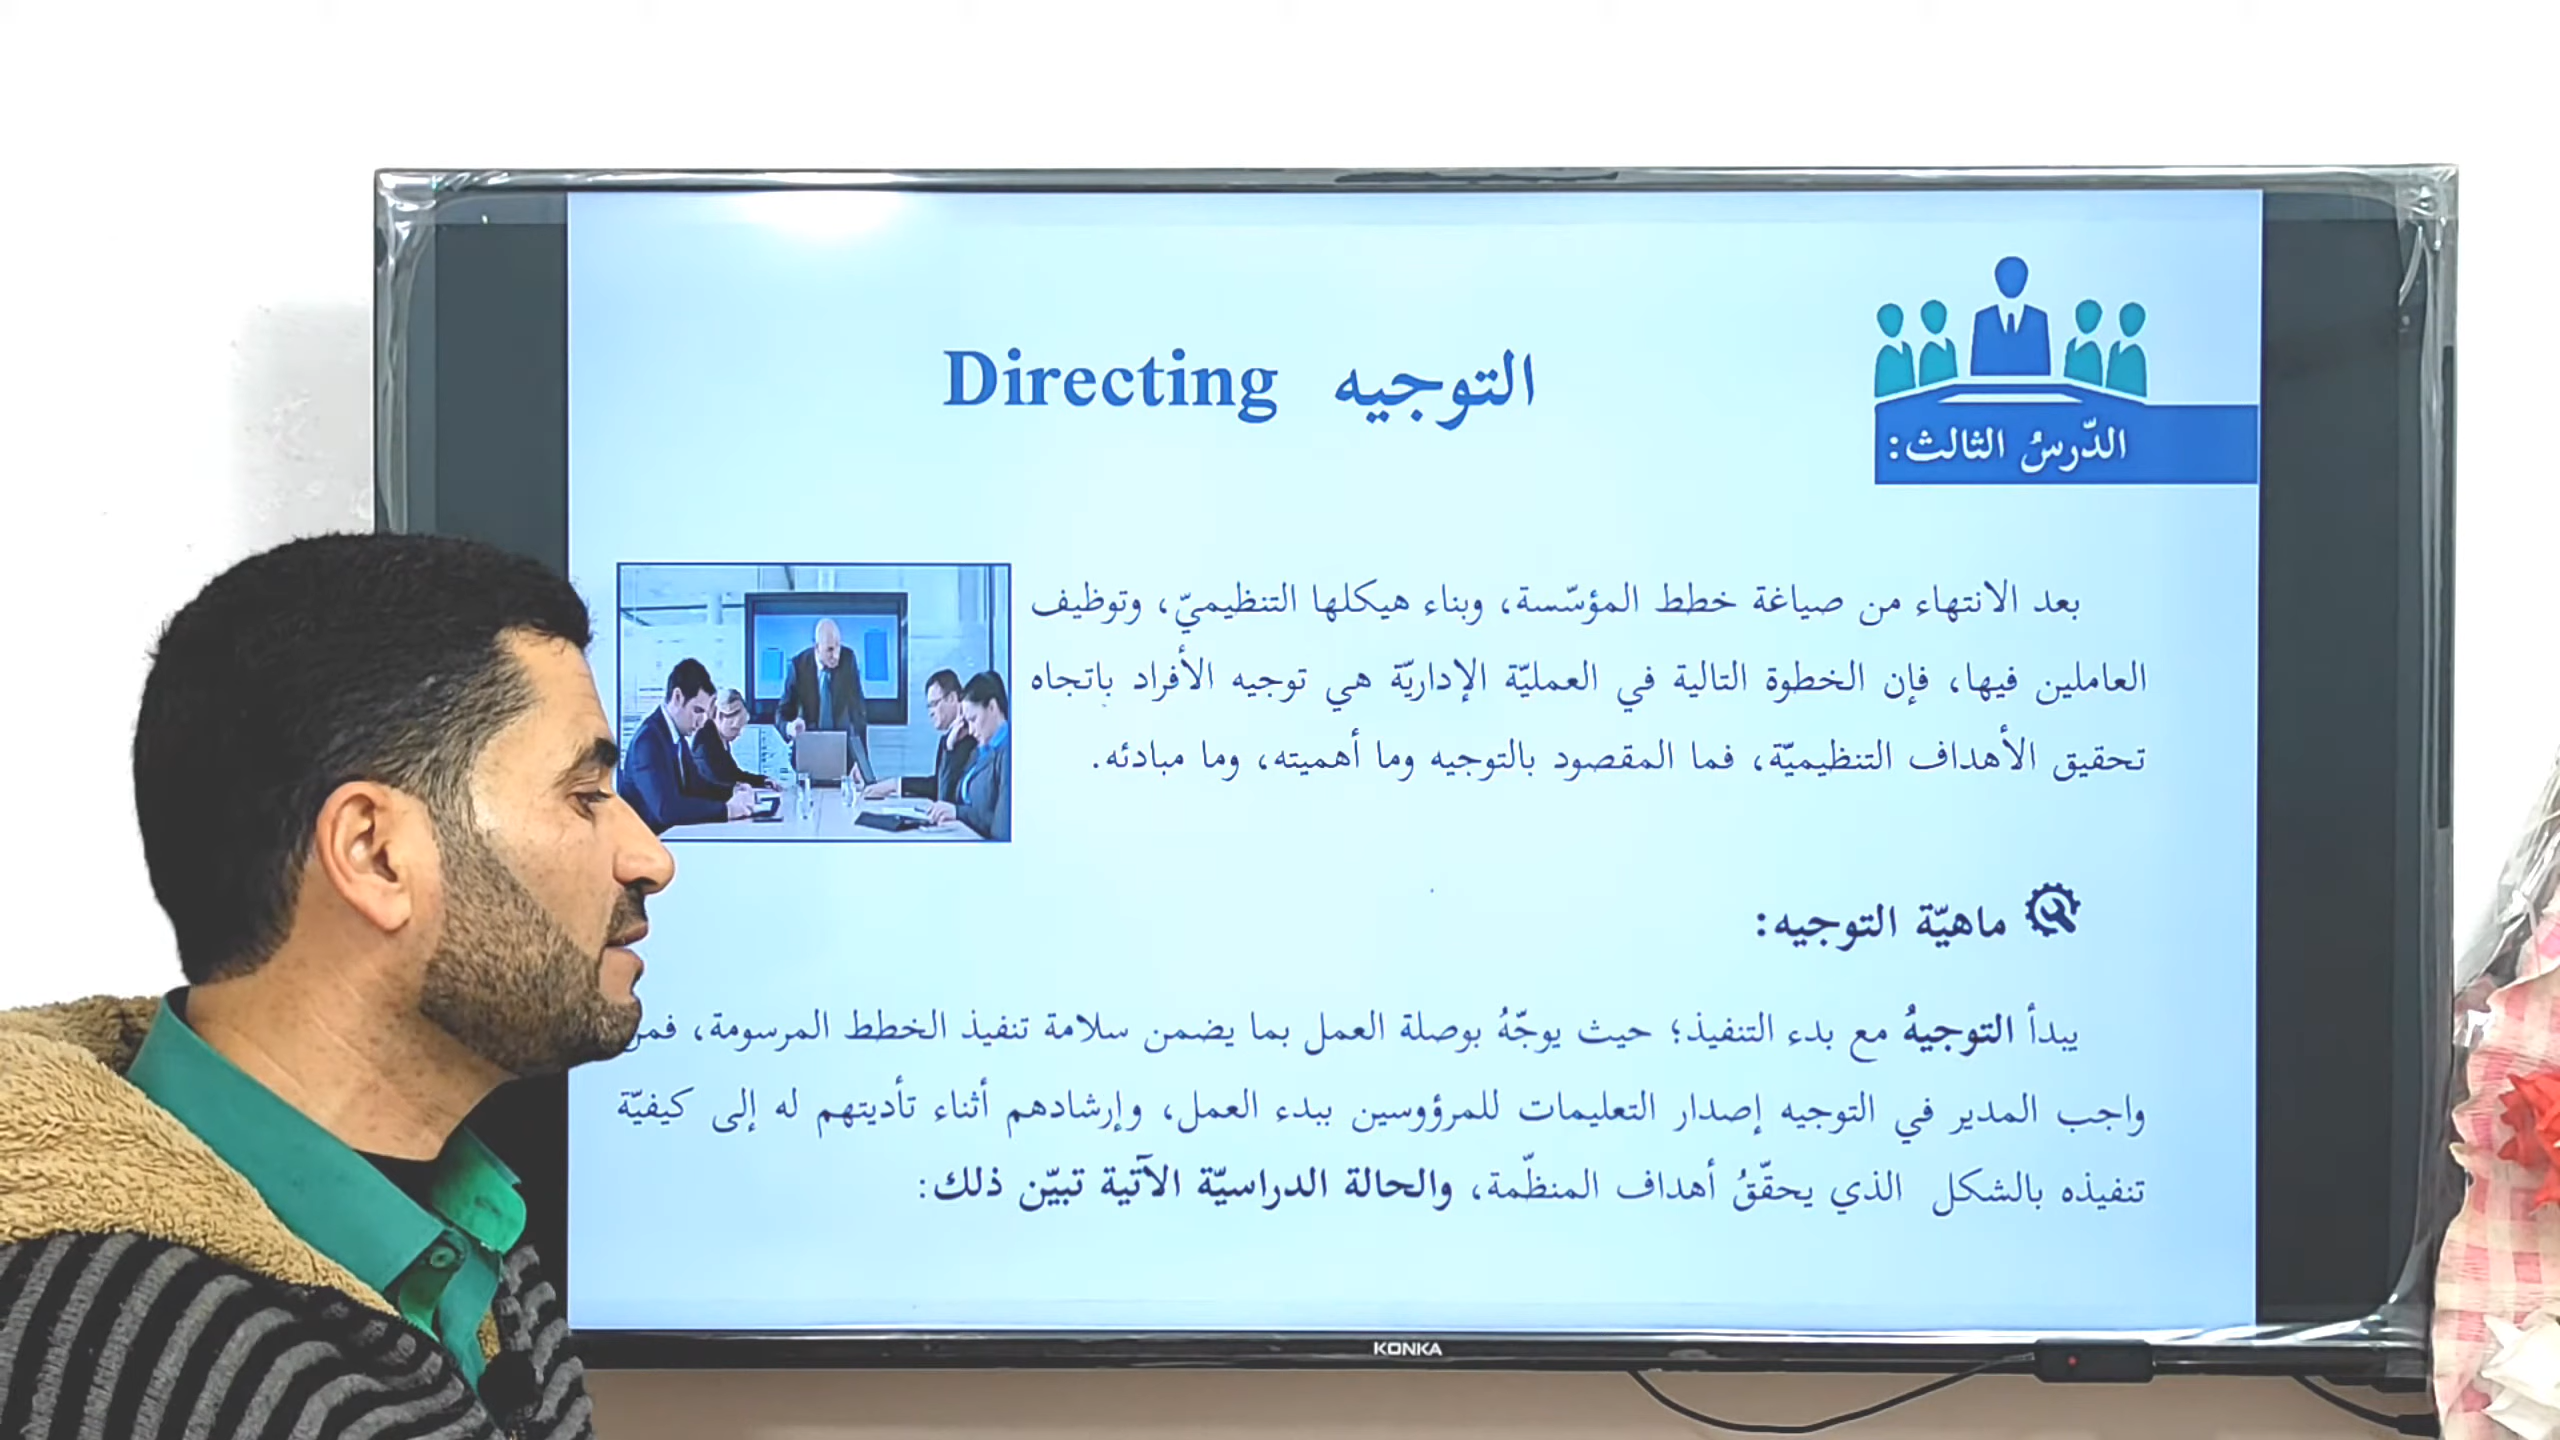 الدّرسُ الثالث:
التوجيه Directing
بعد الانتهاء من صياغة خطط المؤسّسة، وبناء هيكلها التنظيميّ، وتوظيف
العاملين فيها، فإن الخطوة التالية في العمليّة الإداريّة هي توجيه الأفراد باتجاه
تحقيق الأهداف التنظيميّة، فما المقصود بالتوجيه وما أهميته، وما مبادئه.
ماهيّة التوجيه:
يبدأ التوجيهُ مع بدء التنفيذ؛ حيث يوجّهُ بوصلة العمل بما يضمن سلامة تنفيذ الخطط المرسومة، فمن
واجب المدير في التوجيه إصدار التعليمات للمرؤوسين ببدء العمل، وإرشادهم أثناء تأديتهم له إلى كيفيّة
تنفيذه بالشكل الذي يحقّقُ أهداف المنظّمة، والحالة الدراسيّة الآتية تبيّن ذلك:
KONKA